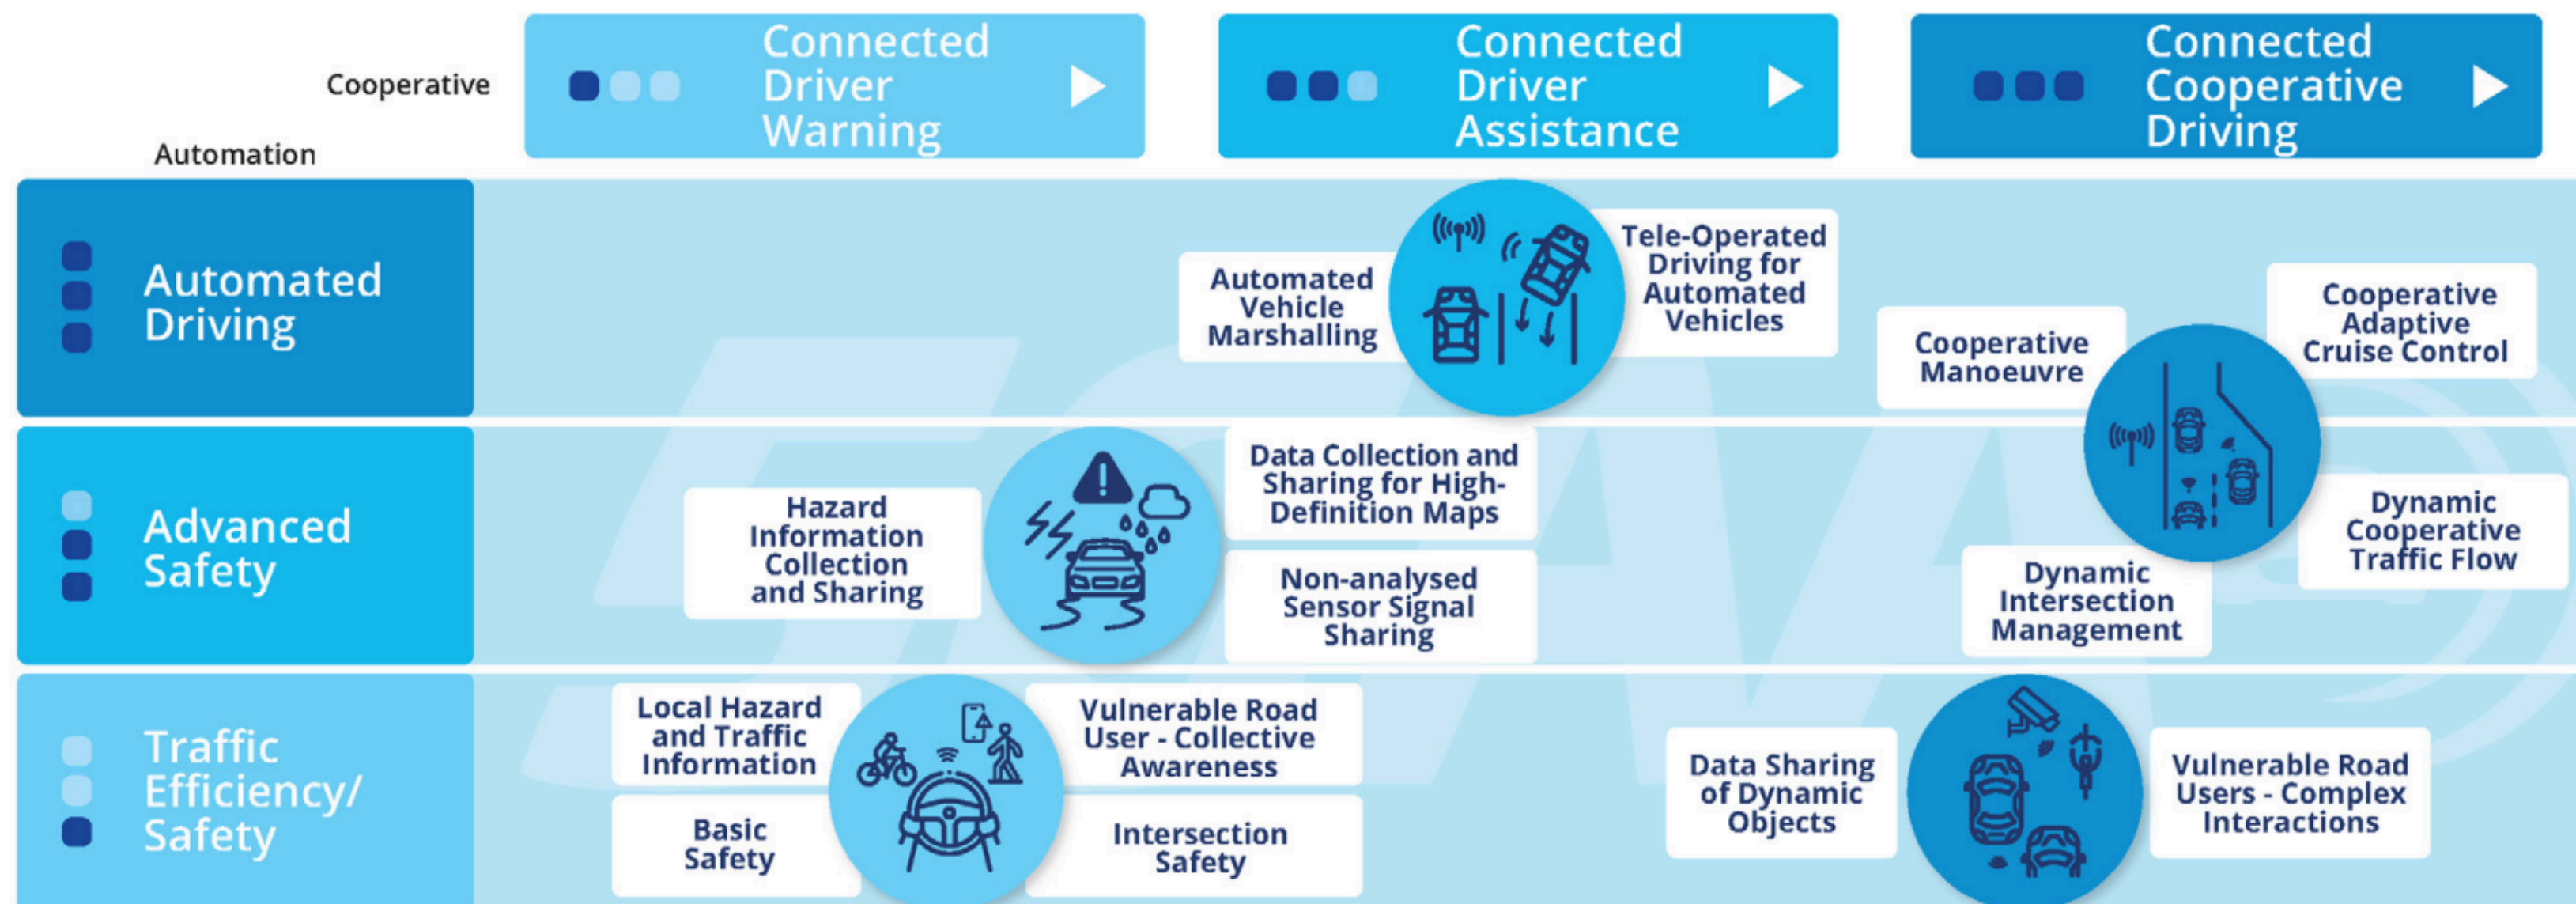 Cooperative
Automation
Connected
Driver
Warning
Connected
Driver
Assistance
Connected
Cooperative
Driving
Automated
Driving
Automated
Vehicle
Marshalling
Tele-Operated
Driving for
Automated
Vehicles
Cooperative
Manoeuvre
Cooperative
Adaptive
Cruise Control
Advanced
Safety
Hazard
Information
Collection
and Sharing
Data Collection and
Sharing for High-
Definition Maps
Non-analysed
Sensor Signal
Sharing
Dynamic
Intersection
Management
Dynamic
Cooperative
Traffic Flow
Traffic
Efficiency/
Safety
Local Hazard
and Traffic
Information
Basic
Safety
Vulnerable Road
User - Collective
Awareness
Intersection
Safety
Data Sharing
of Dynamic
Objects
Vulnerable Road
Users - Complex
Interactions
5GAA